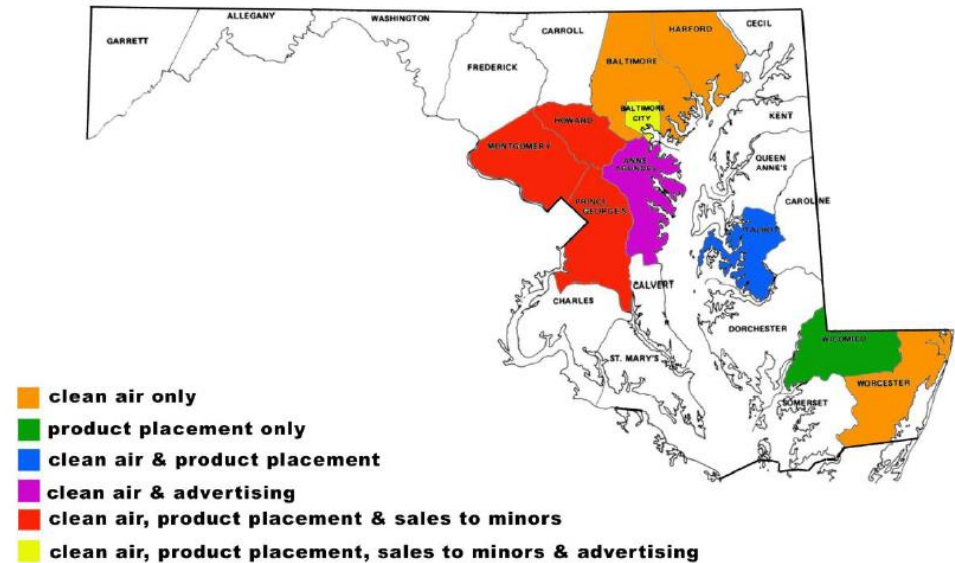 ALLEGANY
WASHINGTON
GARRETT
CARROLL
HARFORD
CECIL
FREDERICK
BALTIMORE
BALTIMORE
CITY
KENT
HOWARD
MONTGOMERY
ANNE
ARUNDEL
QUEEN
ANNE'S
PRINCE
GEORGE'S
CAROLINE
TALBOT
CALVERT
CHARLES
DORCHESTER
WICOMICO
ST. MARY'S
WORCESTER
SOMERSET
clean air only
product placement only
clean air & product placement
clean air & advertising
clean air, product placement & sales to minors
clean air, product placement, sales to minors & advertising